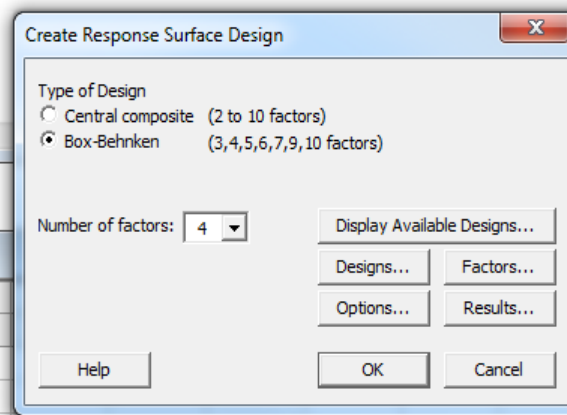 Create Response Surface Design
Type of Design
Central composite (2 to 10 factors)
Box-Behnken (3,4,5,6,7,9,10 factors)
Number of factors: 4
Display Available Designs...
Designs... Factors...
Options... Results...
Help OK Cancel